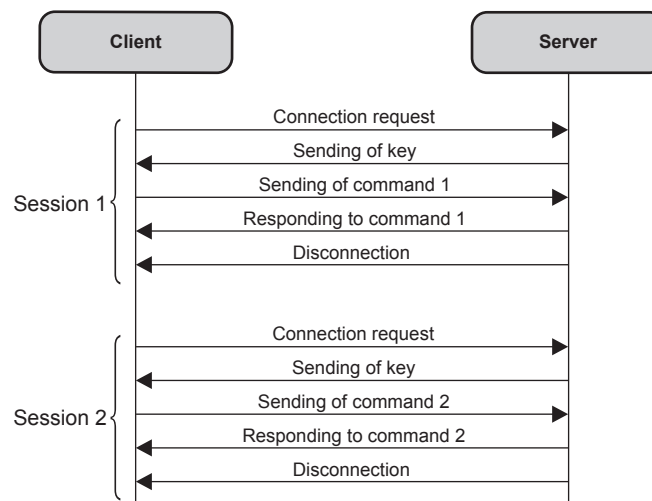 Client
Server
Connection request
Sending of key
Sending of command 1
Session 1
Responding to command 1
Disconnection
Connection request
Sending of key
Sending of command 2
Session 2
Responding to command 2
Disconnection